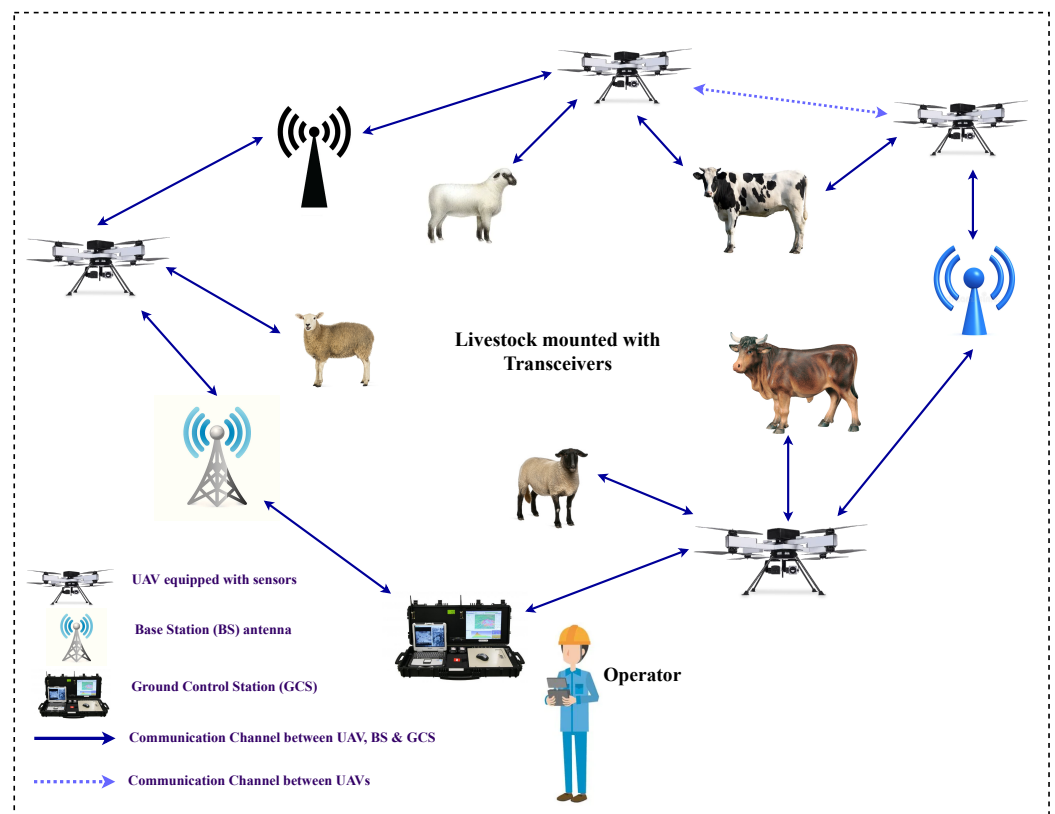 Livestock mounted with
Transceivers
Operator
UAV equipped with sensors
Base Station (BS) antenna
Ground Control Station (GCS)
Communication Channel between UAV, BS & GCS
Communication Channel between UAVs